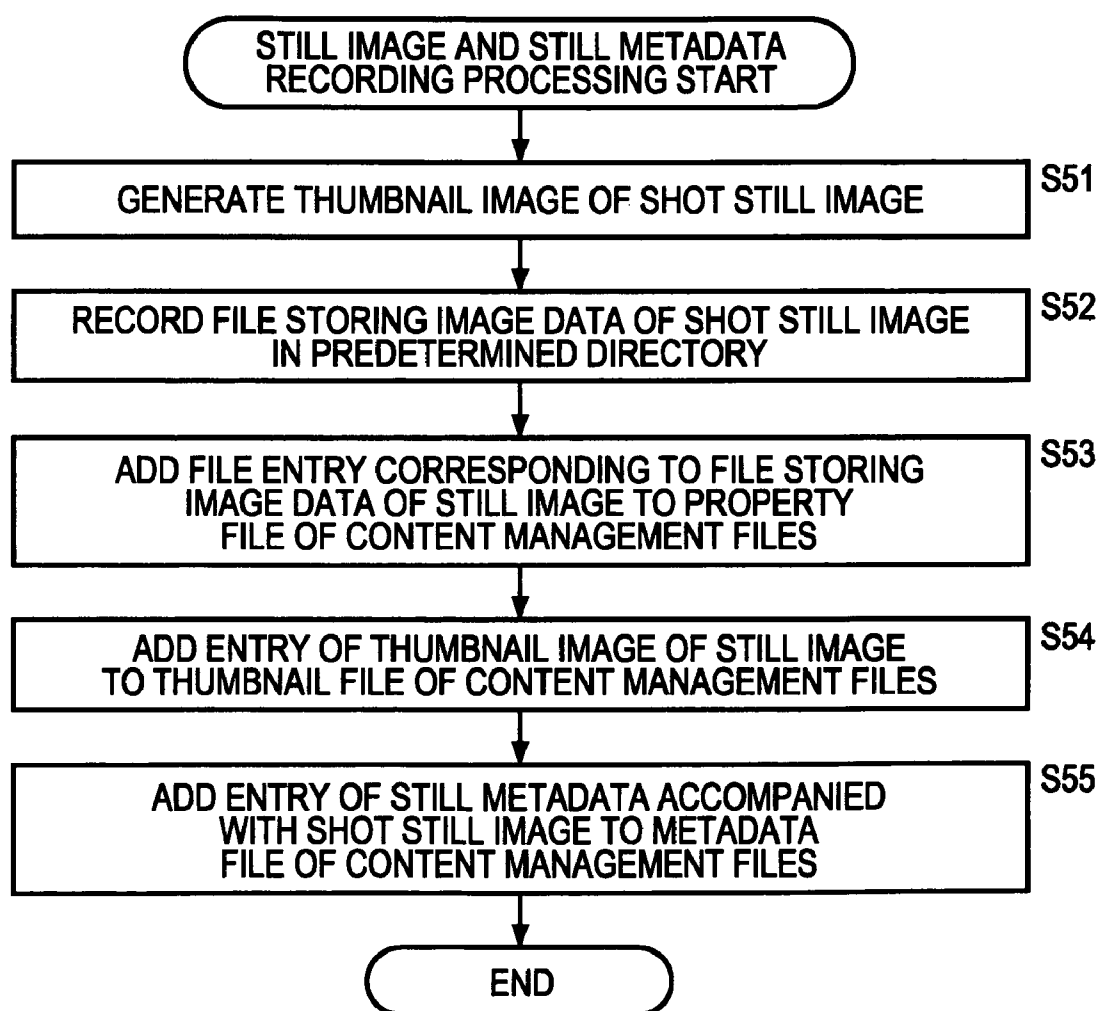 STILL IMAGE AND STILL METADATA
RECORDING PROCESSING START
S51
GENERATE THUMBNAIL IMAGE OF SHOT STILL IMAGE
S52
RECORD FILE STORING IMAGE DATA OF SHOT STILL IMAGE
IN PREDETERMINED DIRECTORY
S53
ADD FILE ENTRY CORRESPONDING TO FILE STORING
IMAGE DATA OF STILL IMAGE TO PROPERTY
FILE OF CONTENT MANAGEMENT FILES
S54
ADD ENTRY OF THUMBNAIL IMAGE OF STILL IMAGE
TO THUMBNAIL FILE OF CONTENT MANAGEMENT FILES
S55
ADD ENTRY OF STILL METADATA ACCOMPANIED
WITH SHOT STILL IMAGE TO METADATA
FILE OF CONTENT MANAGEMENT FILES
END